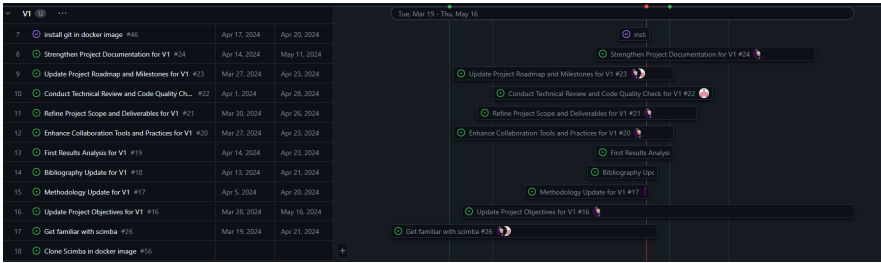 V1 12 ... Tue, Mar 19 - Thu, May 16
7 install git in docker image #46 Apr 17, 2024 Apr 20, 2024 inst
8 Strengthen Project Documentation for V1 #24 Apr 14, 2024 May 11, 2024 Strengthen Project Documentation for V1 #24
9 Update Project Roadmap and Milestones for V1 #23 Mar 27, 2024 Apr 23, 2024 Update Project Roadmap and Milestones for V1 #23
10 Conduct Technical Review and Code Quality Ch... #22 Apr 1, 2024 Apr 28, 2024 Conduct Technical Review and Code Quality Check for V1 #22
11 Refine Project Scope and Deliverables for V1 #21 Mar 30, 2024 Apr 26, 2024 Refine Project Scope and Deliverables for V1 #21
12 Enhance Collaboration Tools and Practices for V1 #20 Mar 27, 2024 Apr 23, 2024 Enhance Collaboration Tools and Practices for V1 #20
13 First Results Analysis for V1 #19 Apr 14, 2024 Apr 23, 2024 First Results Analysi
14 Bibliography Update for V1 #18 Apr 13, 2024 Apr 21, 2024 Bibliography Up
15 Methodology Update for V1 #17 Apr 5, 2024 Apr 20, 2024 Methodology Update for V1 #17
16 Update Project Objectives for V1 #16 Mar 28, 2024 May 16, 2024 Update Project Objectives for V1 #16
17 Get familiar with scimba #26 Mar 19, 2024 Apr 21, 2024 Get familiar with scimba #26
18 Clone Scimba in docker image #56 +